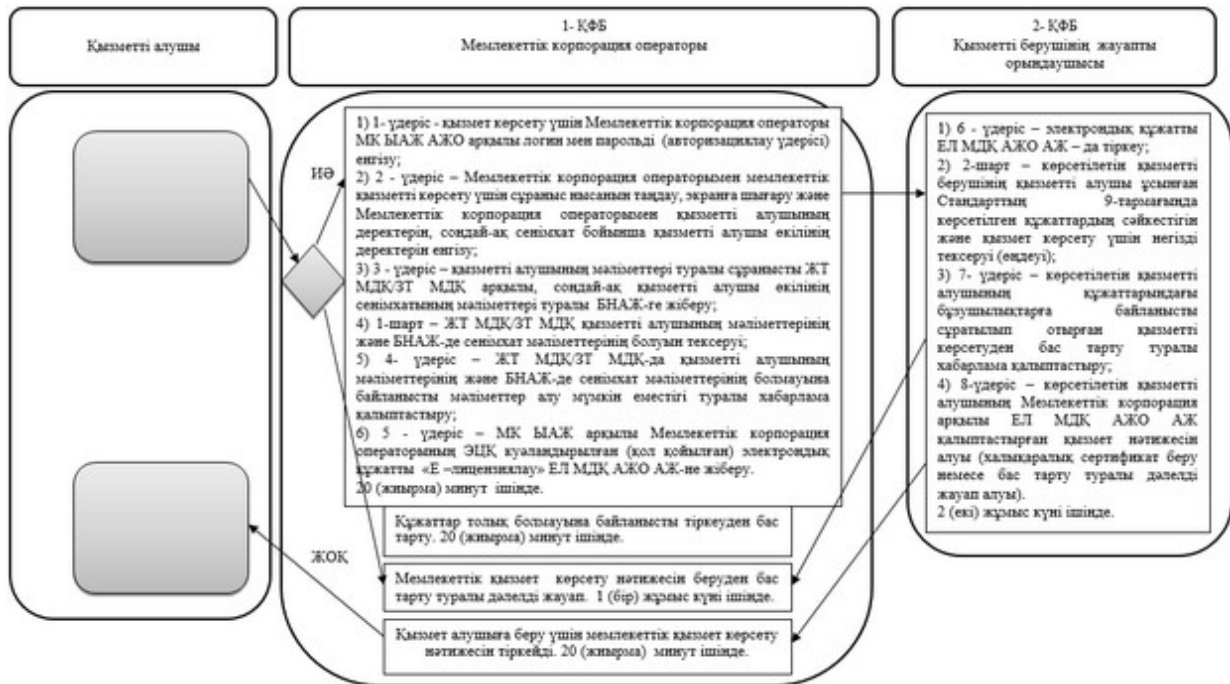 Қызметті алушы
1- ҚФБ
Мемлекеттік корпорация операторы
2- ҚФБ
Қызметті берушінің жауапты
орындаушысы
ИӘ
1) 1- үдеріс - қызмет көрсету үшін Мемлекеттік корпорация операторы
МК ЫАЖ АЖО арқылы логин мен парольді (авторизациялау үдерісі)
енгізу;
2) 2 - үдеріс – Мемлекеттік корпорация операторымен мемлекеттік
қызметті көрсету үшін сұраныс нысанын таңдау, экранға шығару және
Мемлекеттік корпорация операторымен қызметті алушының
деректерін, сондай-ақ сенімхат бойынша қызметті алушы өкілінің
деректерін енгізу;
3) 3 - үдеріс – қызметті алушының мәліметтері туралы сұранысты ЖТ
МДҚ/ЗТ МДҚ арқылы, сондай-ақ қызметті алушы өкілінің
сенімхатының мәліметтері туралы БНАЖ-ге жіберу;
4) 1-шарт – ЖТ МДҚ/ЗТ МДҚ қызметті алушының мәліметтерінің
және БНАЖ-де сенімхат мәліметтерінің болуын тексеруі;
5) 4- үдеріс – ЖТ МДҚ/ЗТ МДҚ-да қызметті алушының
мәліметтерінің және БНАЖ-де сенімхат мәліметтерінің болмауына
байланысты мәліметтер алу мүмкін еместігі туралы хабарлама
қалыптастыру;
6) 5 - үдеріс – МК ЫАЖ арқылы Мемлекеттік корпорация
операторының ЭЦҚ куәландырылған (қол қойылған) электрондық
құжатты «Е –лицензиялау» ЕЛ МДҚ АЖО АЖ-не жіберу.
20 (жиырма) минут ішінде.
Құжаттар толық болмауына байланысты тіркеуден бас
тарту. 20 (жиырма) минут ішінде.
ЖОҚ
Мемлекеттік қызмет көрсету нәтижесін беруден бас
тарту туралы дәлелді жауап. 1 (бір) жұмыс күні ішінде.
Қызмет алушыға беру үшін мемлекеттік қызмет көрсету
нәтижесін тіркейді. 20 (жиырма) минут ішінде.
1) 6 - үдеріс – электрондық құжатты
ЕЛ МДҚ АЖО АЖ – да тіркеу;
2) 2-шарт – көрсетілетін қызметті
берушінің қызметті алушы ұсынған
Стандарттың 9-тармағында
көрсетілген құжаттардың сәйкестігін
және қызмет көрсету үшін негізді
тексеруі (өңдеуі);
3) 7- үдеріс – көрсетілетін қызметті
алушының құжаттарындағы
бұзушылықтарға байланысты
сұратылып отырған қызметті
көрсетуден бас тарту туралы
хабарлама қалыптастыру;
4) 8-үдеріс – көрсетілетін қызметті
алушының Мемлекеттік корпорация
арқылы ЕЛ МДҚ АЖО АЖ
қалыптастырған қызмет нәтижесін
алуы (халықаралық сертификат беру
немесе бас тарту туралы дәлелді
жауап алуы).
2 (екі) жұмыс күні ішінде.